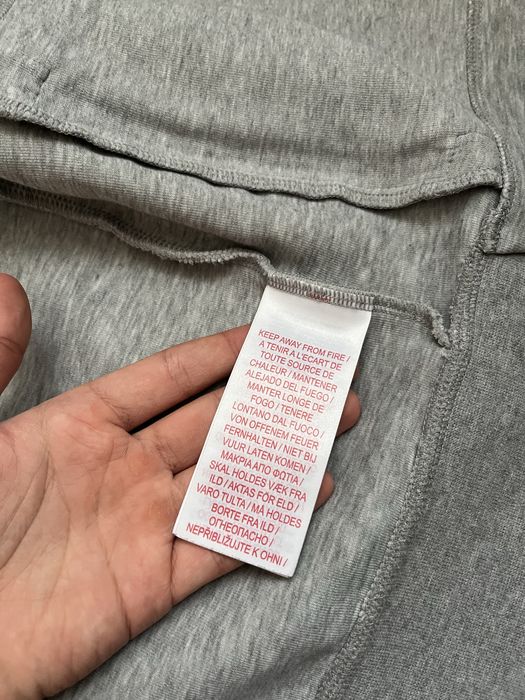 KEEP AWAY FROM FIRE /
A TENIR A L'ECART DE
TOUTE SOURCE DE
CHALEUR / MANTENER
ALEJADO DEL FUEGO /
MANTER LONGE DE
FOGO / TENERE
LONTANO DAL FUOCO /
VON OFFENEM FEUER
FERNHALTEN / NIET BIJ
VUUR LATEN KOMEN /
ΜΑΚΡΙΑ ΑΠΟ ΦΩΤΙΑ /
SKAL HOLDES VÆK FRA
ILD / AKTAS FÖR ELD /
VARO TULTA / MÅ HOLDES
BORTE FRA ILD /
ОГНЕОПАСНО /
NEPŘIBLIŽUJTE K OHNI /